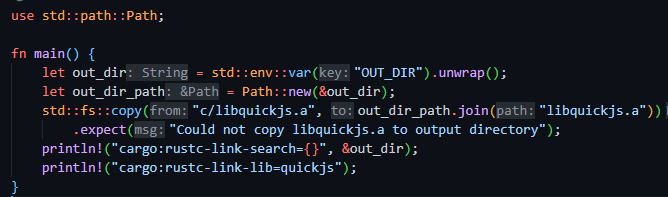 use std::path::Path;
fn main() {
let out_dir: String = std::env::var(key: "OUT_DIR").unwrap();
let out_dir_path: &Path = Path::new(&out_dir);
std::fs::copy(from: "c/libquickjs.a", to: out_dir_path.join(path: "libquickjs.a"))
.expect(msg: "Could not copy libquickjs.a to output directory");
println!("cargo:rustc-link-search={}", &out_dir);
println!("cargo:rustc-link-lib=quickjs");
}